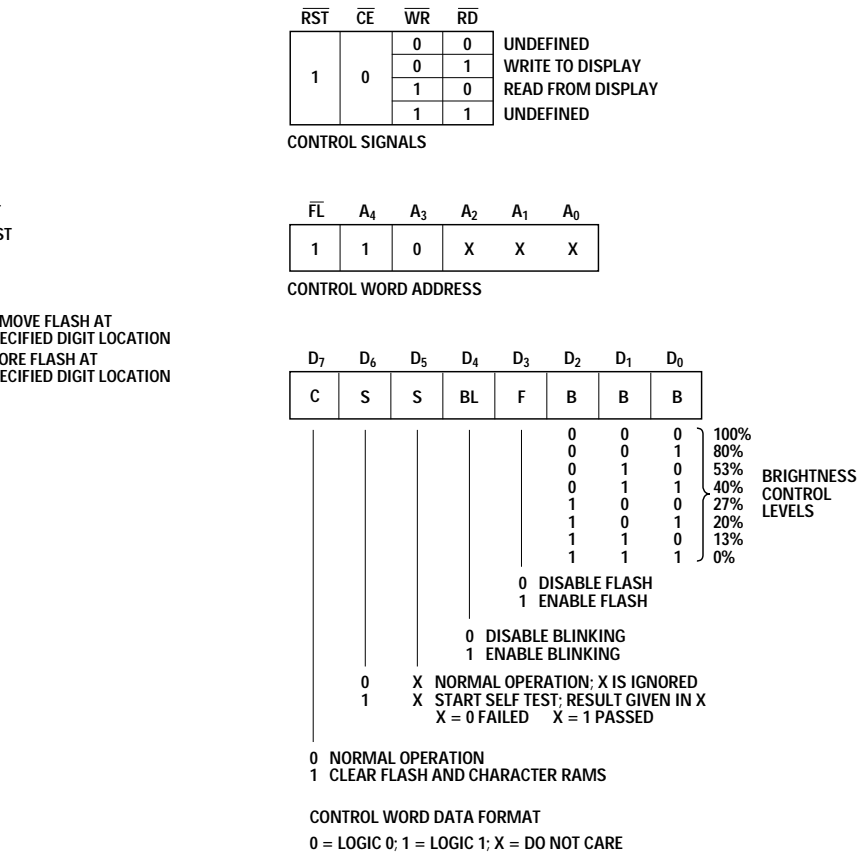 RST CE WR RD
1 0
0 0 UNDEFINED
0 1 WRITE TO DISPLAY
1 0 READ FROM DISPLAY
1 1 UNDEFINED
CONTROL SIGNALS
ST
FL A4 A3 A2 A1 A0
1 1 0 X X X
CONTROL WORD ADDRESS
MOVE FLASH AT
ECIFIED DIGIT LOCATION
ORE FLASH AT
ECIFIED DIGIT LOCATION
D7 D6 D5 D4 D3 D2 D1 D0
C S S BL F B B B
0 0 0 100%
0 0 1 80%
0 1 0 53%
0 1 1 40%
1 0 0 27%
1 0 1 20%
1 1 0 13%
1 1 1 0%
BRIGHTNESS
CONTROL
LEVELS
0 DISABLE FLASH
1 ENABLE FLASH
0 DISABLE BLINKING
1 ENABLE BLINKING
0 X NORMAL OPERATION; X IS IGNORED
1 X START SELF TEST; RESULT GIVEN IN X
X = 0 FAILED X = 1 PASSED
0 NORMAL OPERATION
1 CLEAR FLASH AND CHARACTER RAMS
CONTROL WORD DATA FORMAT
0 = LOGIC 0; 1 = LOGIC 1; X = DO NOT CARE